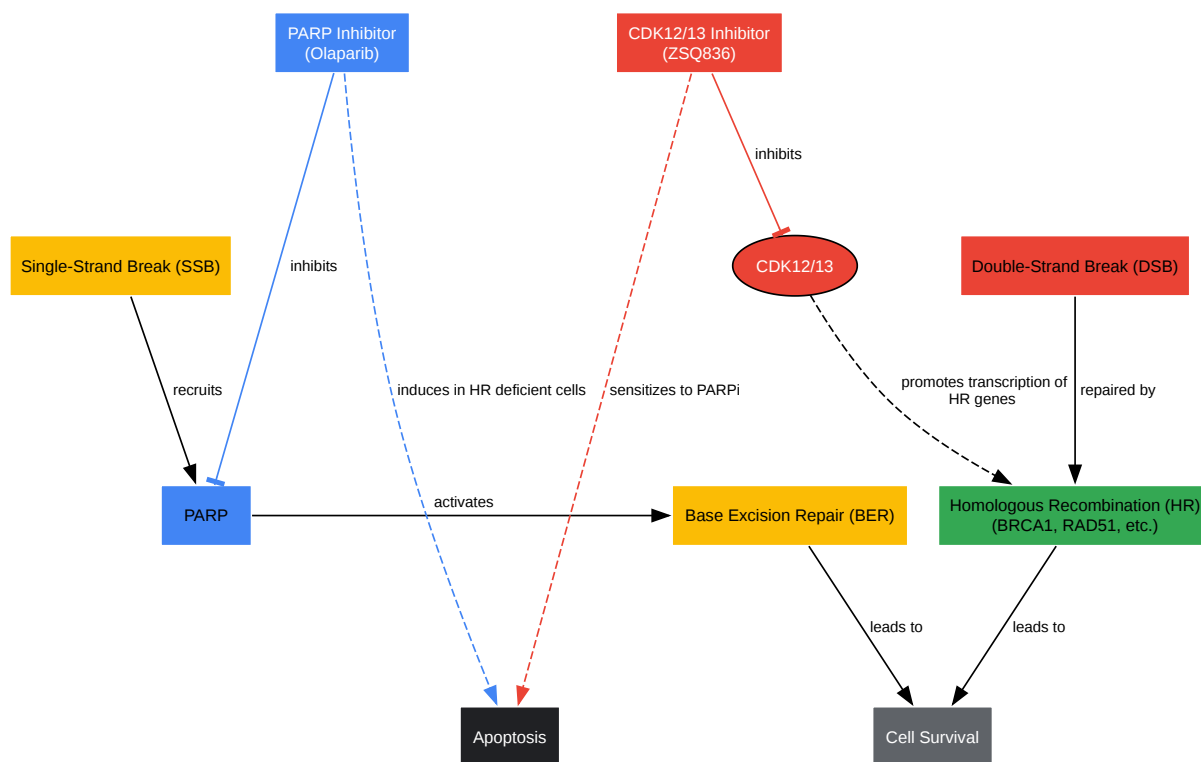 PARP Inhibitor
(Olaparib)
CDK12/13 Inhibitor
(ZSQ836)
inhibits
Single-Strand Break (SSB)
inhibits
CDK12/13
Double-Strand Break (DSB)
recruits
induces in HR deficient cells
sensitizes to PARPi
promotes transcription of
HR genes
repaired by
PARP
activates
Base Excision Repair (BER)
Homologous Recombination (HR)
(BRCA1, RAD51, etc.)
leads to
leads to
Apoptosis
Cell Survival